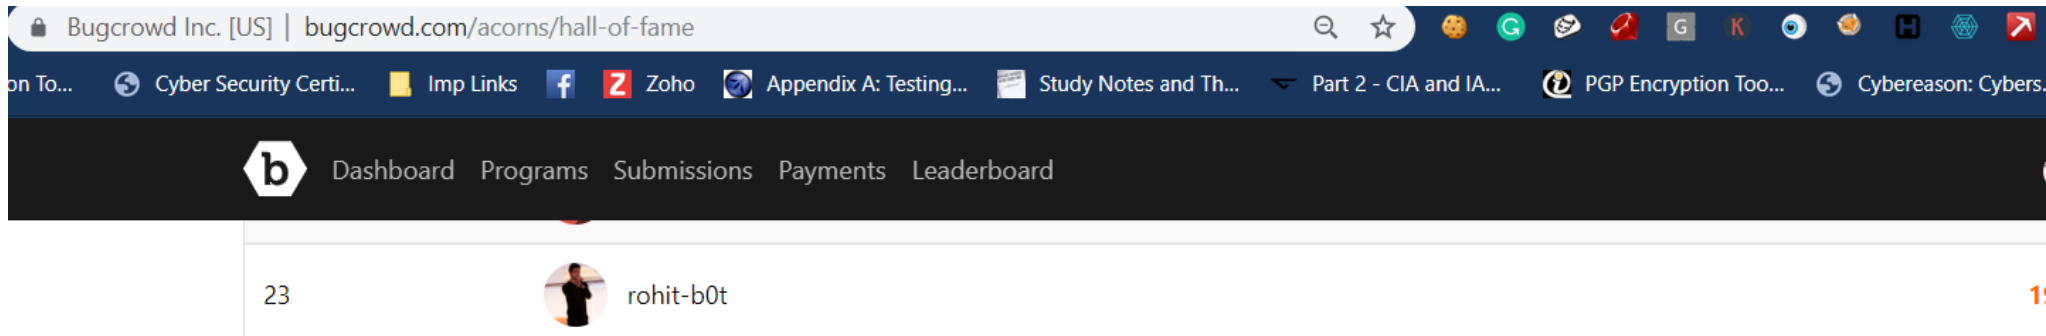 Bugcrowd Inc. [US] | bugcrowd.com/acorns/hall-of-fame
on To... Cyber Security Certi... Imp Links Zoho Appendix A: Testing... Study Notes and Th... Part 2 - CIA and IA... PGP Encryption Too... Cybereason: Cybers.
b Dashboard Programs Submissions Payments Leaderboard
23 rohit-b0t 19